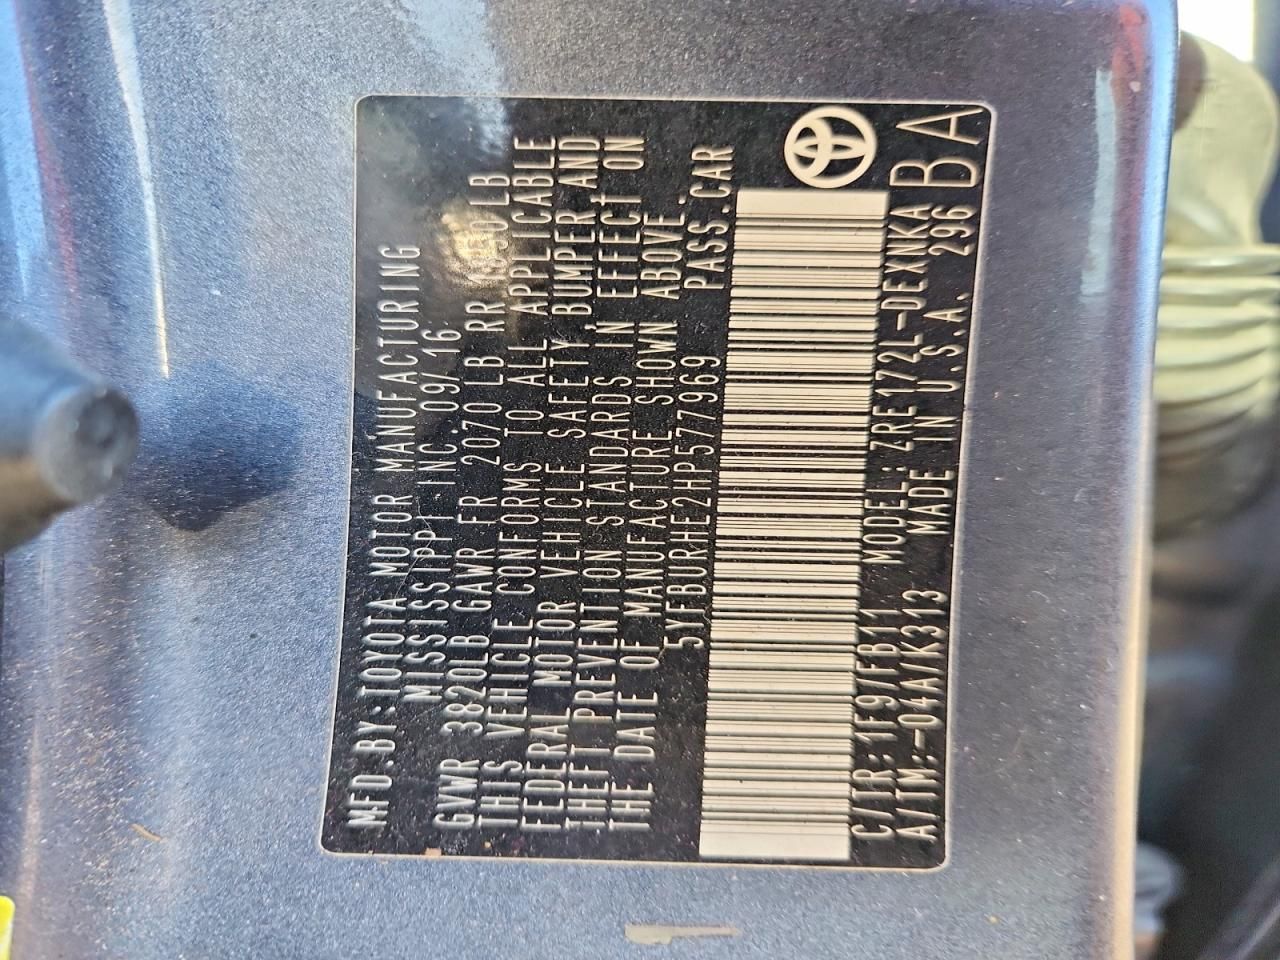 MFD.BY:TOYOTA MOTOR MANUFACTURING
MISSISSIPPI INC. 09/16
GVWR 3820LB GAWR FR 2070LB RR LB
THIS VEHICLE CONFORMS TO ALL APPLICABLE
FEDERAL MOTOR VEHICLE SAFETY,BUMPER AND
THEFT PREVENTION STANDARDS IN EFFECT ON
THE DATE OF MANUFACTURE SHOWN ABOVE.
5YFBURHE2HP577969 PASS.CAR
C/TR:1F9/FB11 MODEL:ZRE172L-DEXNKA B
A/TM:-04A/K313 MADE IN U.S.A. 296 BA